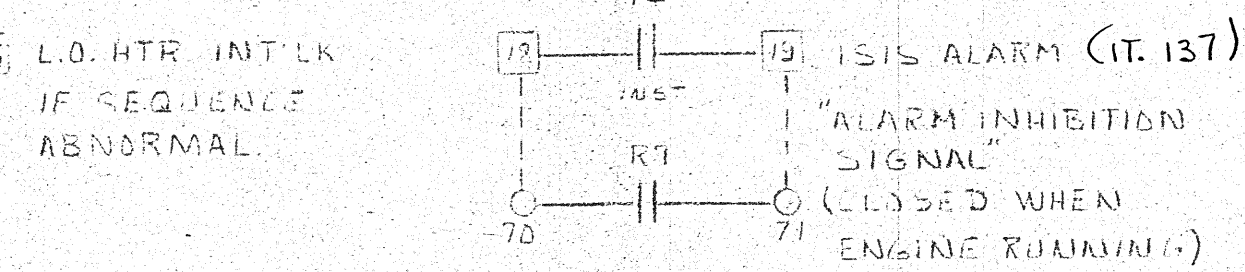 L.O. HTR INT'LK
IF SEQUENCE
ABNORMAL.
18
19
ISIS ALARM (IT. 137)
INST
"ALARM INHIBITION
SIGNAL"
R7
(CLOSED WHEN
70
71
ENGINE RUNNING)